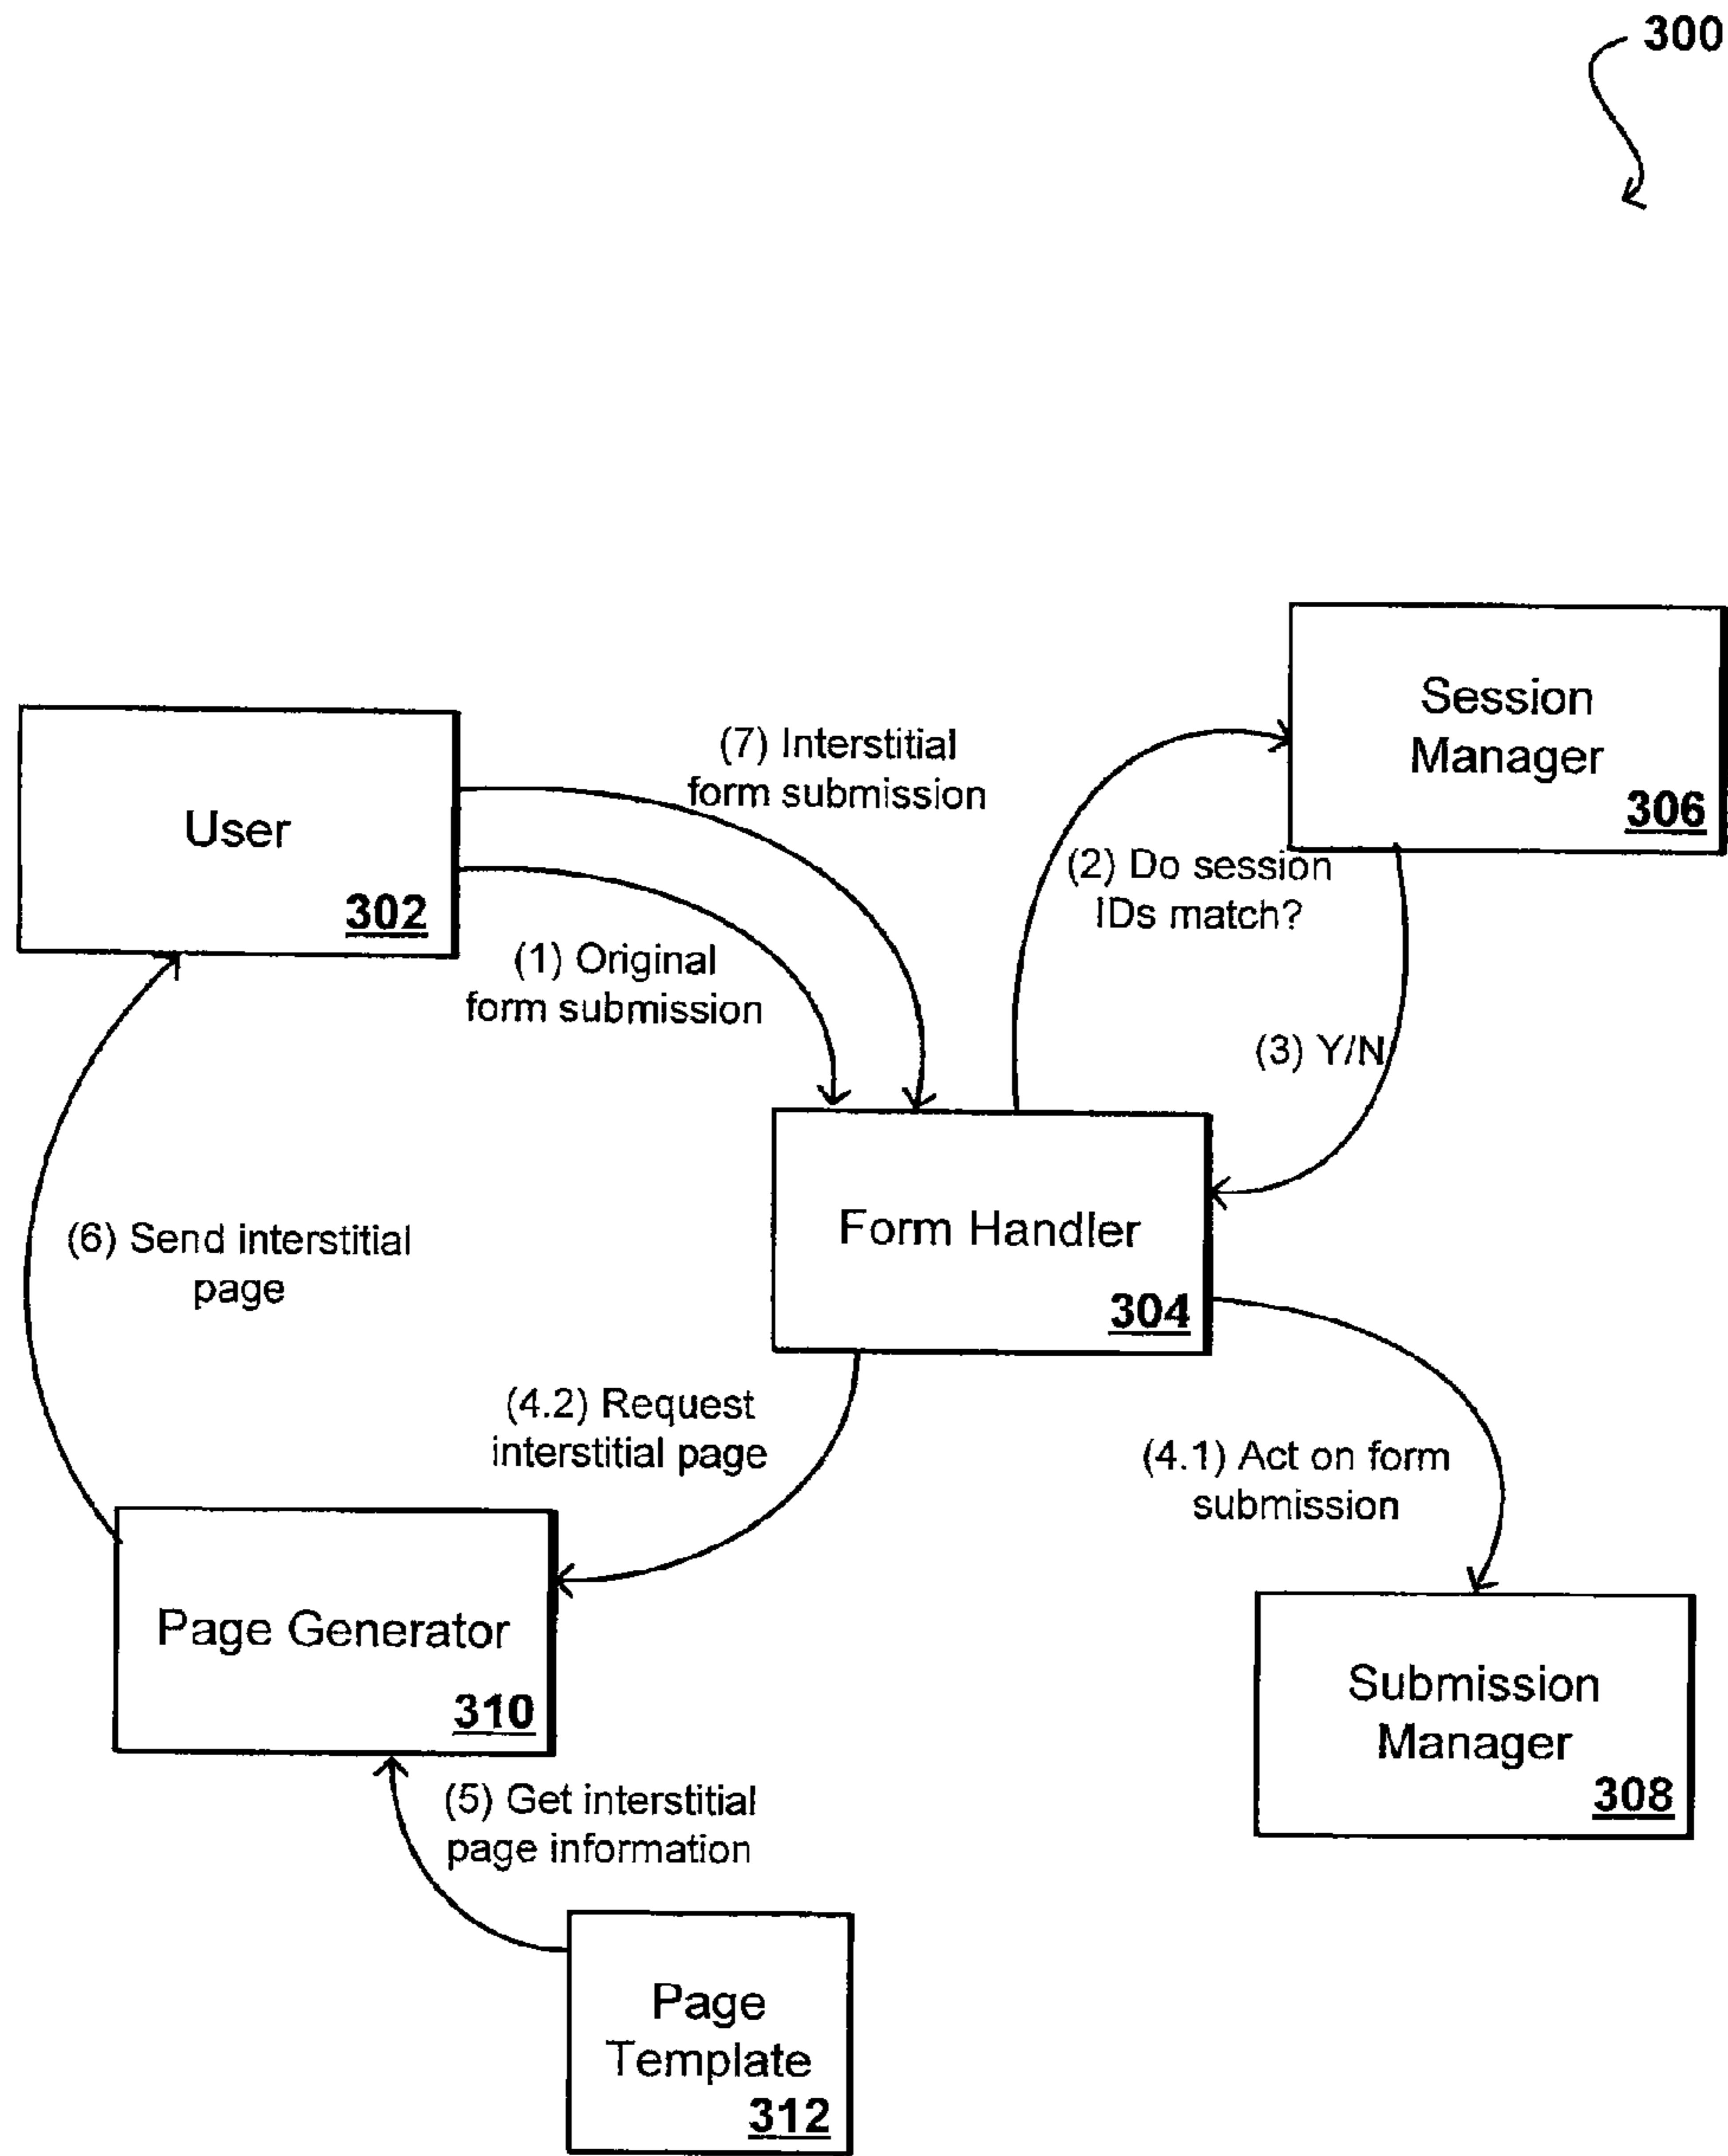 300
Session
Manager
306
(7) Interstitial
form submission
User
302
(2) Do session
IDs match?
(1) Original
form submission
(3) Y/N
Form Handler
304
(6) Send interstitial
page
(4.2) Request
interstitial page
(4.1) Act on form
submission
Page Generator
310
Submission
Manager
308
(5) Get interstitial
page information
Page
Template
312